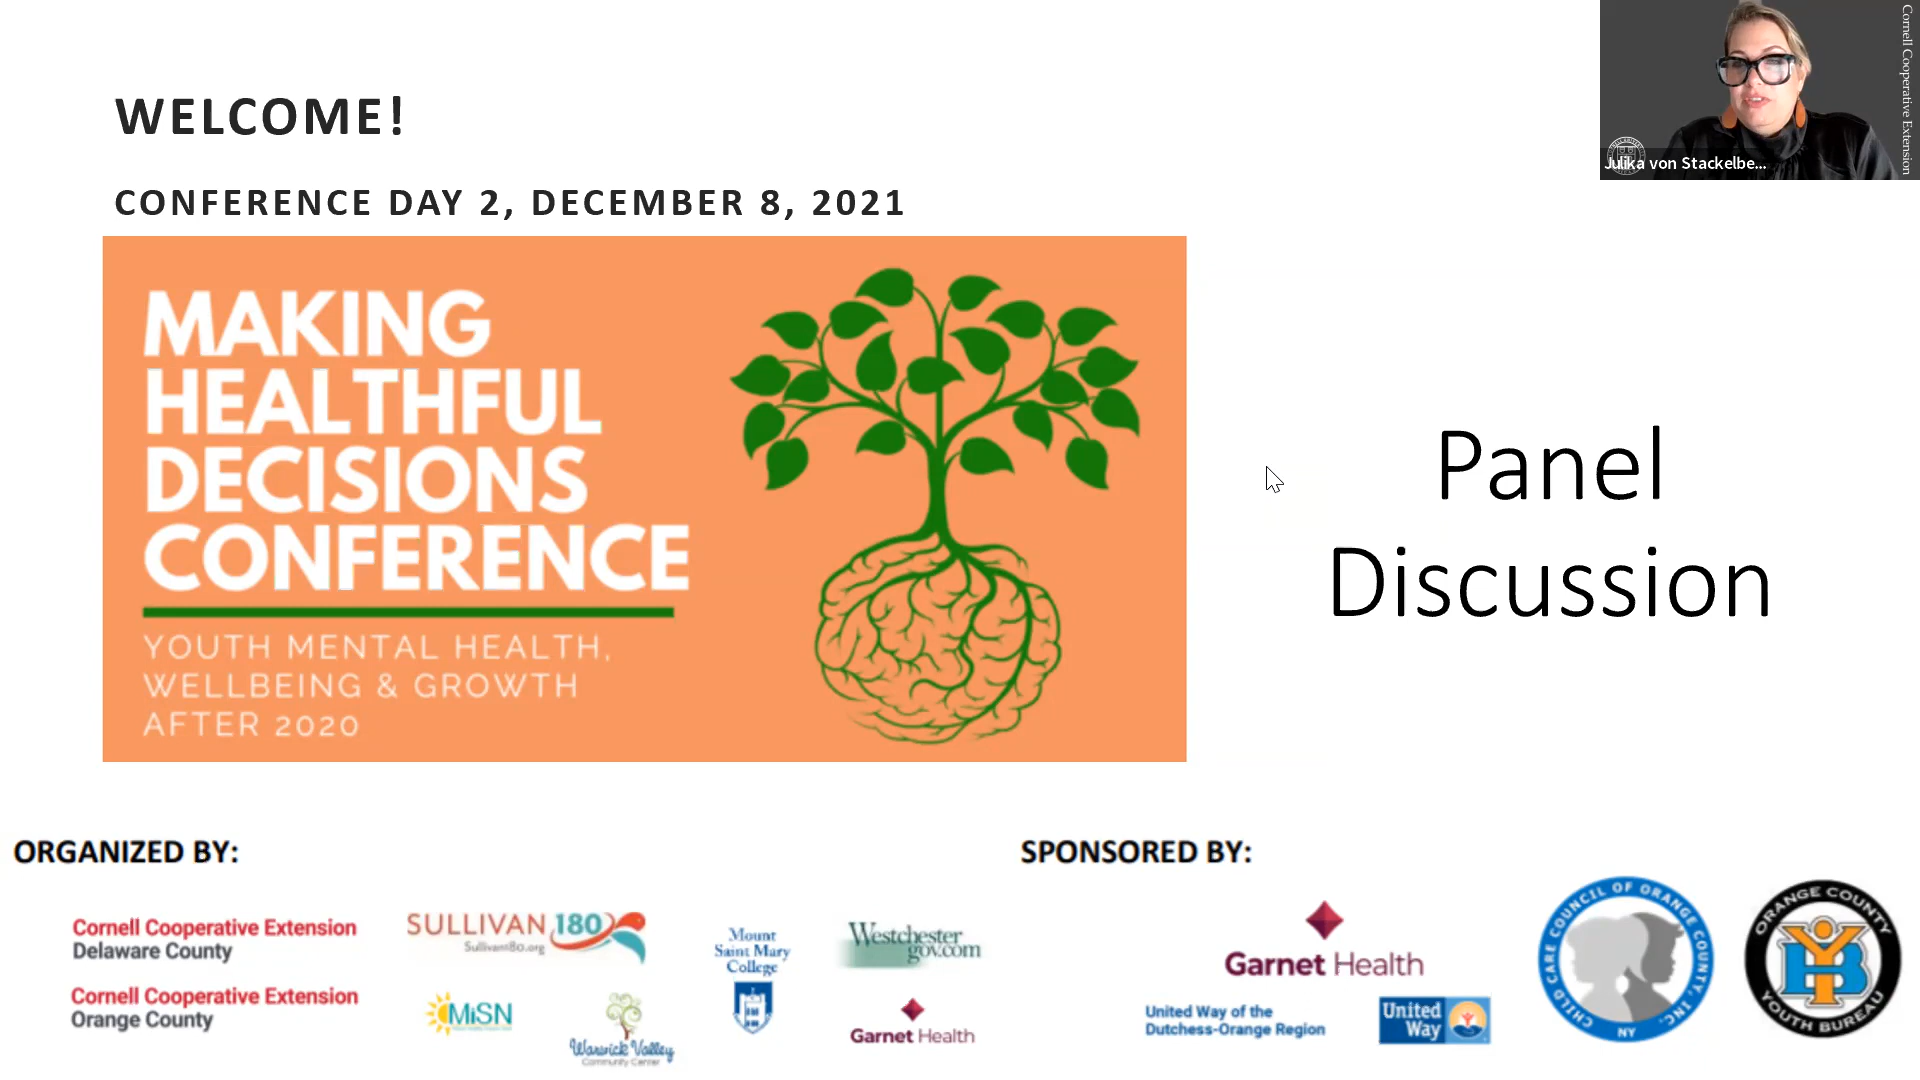 WELCOME!
CONFERENCE DAY 2, DECEMBER 8, 2021
MAKING
HEALTHFUL
DECISIONS
CONFERENCE
YOUTH MENTAL HEALTH,
WELLBEING & GROWTH
AFTER 2020
Panel
Discussion
Cornell Cooperative Extension
Julika von Stackelbe...
ORGANIZED BY:
Cornell Cooperative Extension
Delaware County
Cornell Cooperative Extension
Orange County
SULLIVAN 180
Sullivan180.org
MiSN
Warwick Valley
Community Center
Mount
Saint Mary
College
Westchester
gov.com
Garnet Health
SPONSORED BY:
Garnet Health
United Way of the
Dutchess-Orange Region
United
Way
CHILD CARE COUNCIL OF ORANGE COUNTY, INC.
NY
ORANGE COUNTY
YB
YOUTH BUREAU